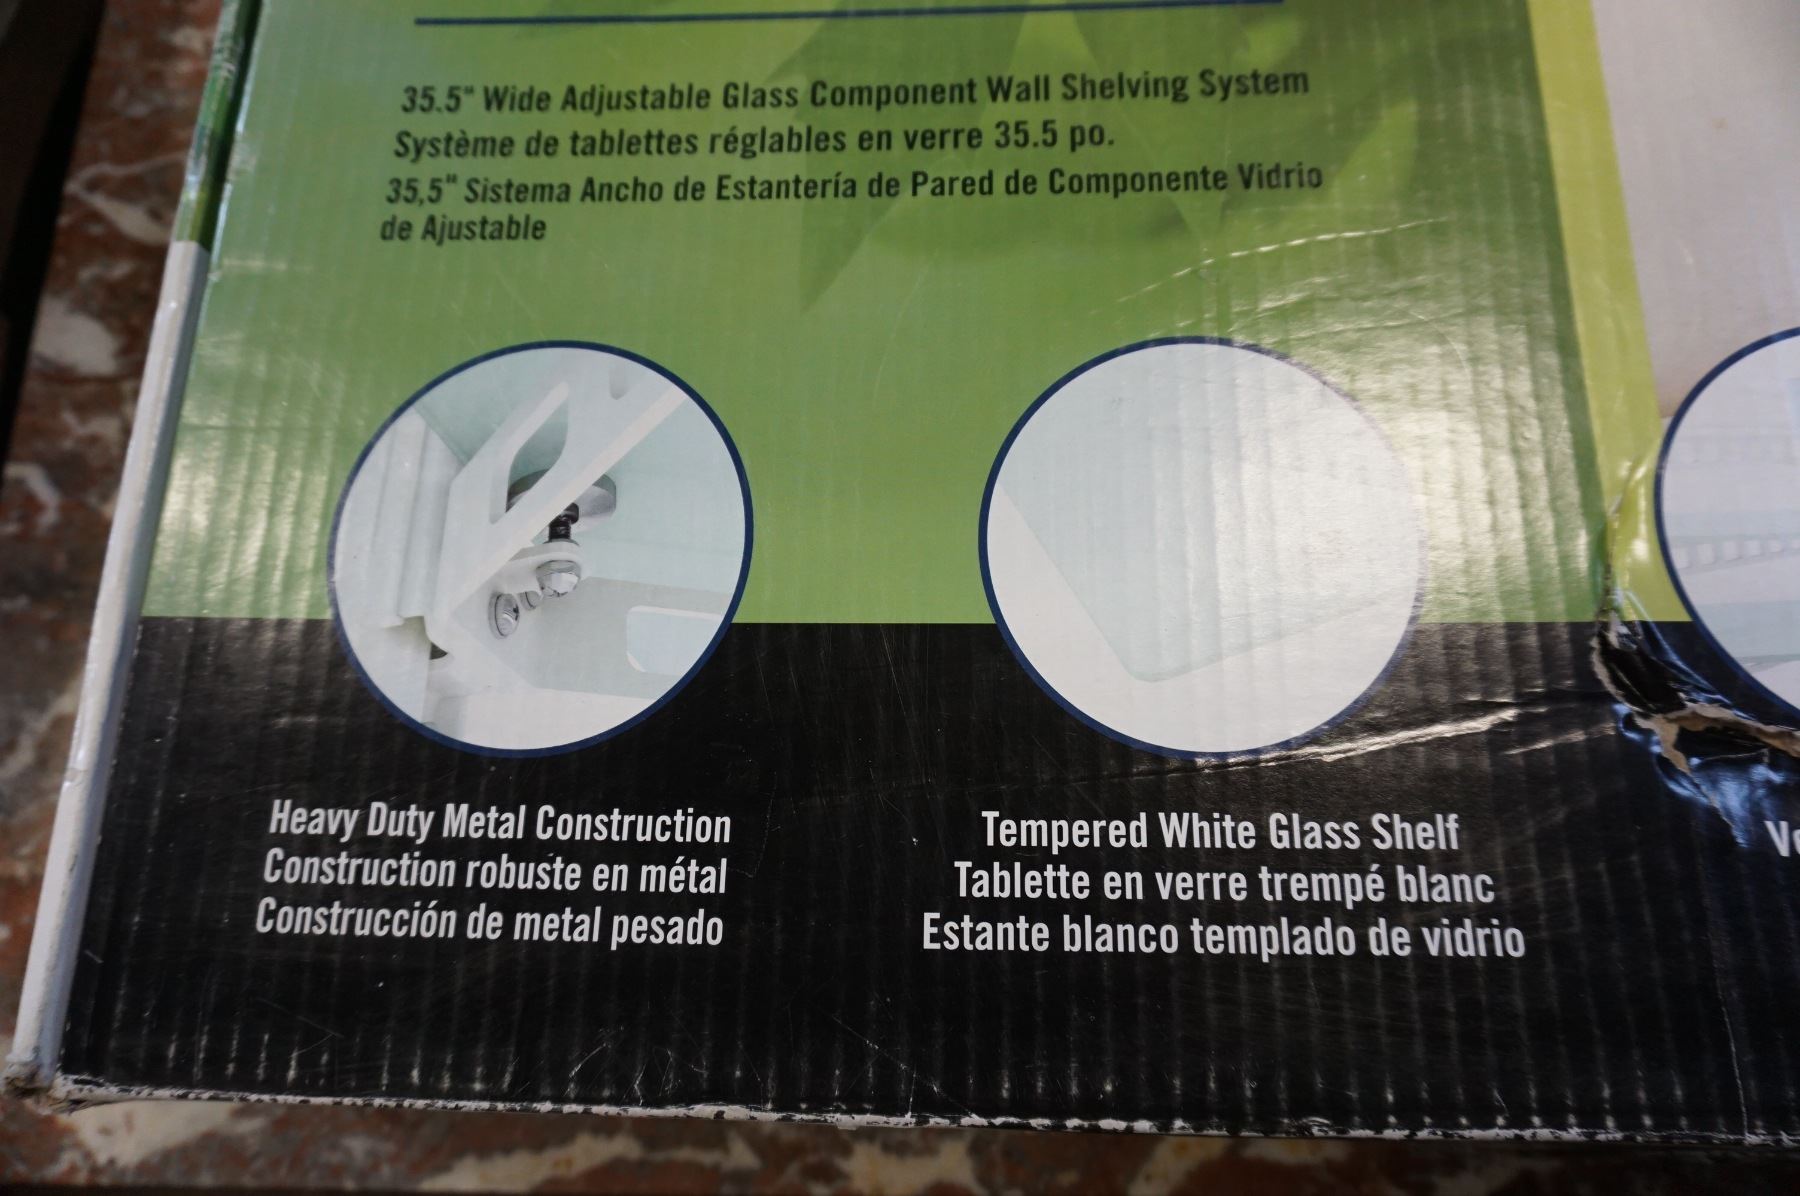 35.5" Wide Adjustable Glass Component Wall Shelving System
Système de tablettes réglables en verre 35.5 po.
35,5" Sistema Ancho de Estantería de Pared de Componente Vidrio
de Ajustable
Heavy Duty Metal Construction
Construction robuste en métal
Construcción de metal pesado
Tempered White Glass Shelf
Tablette en verre trempé blanc
Estante blanco templado de vidrio